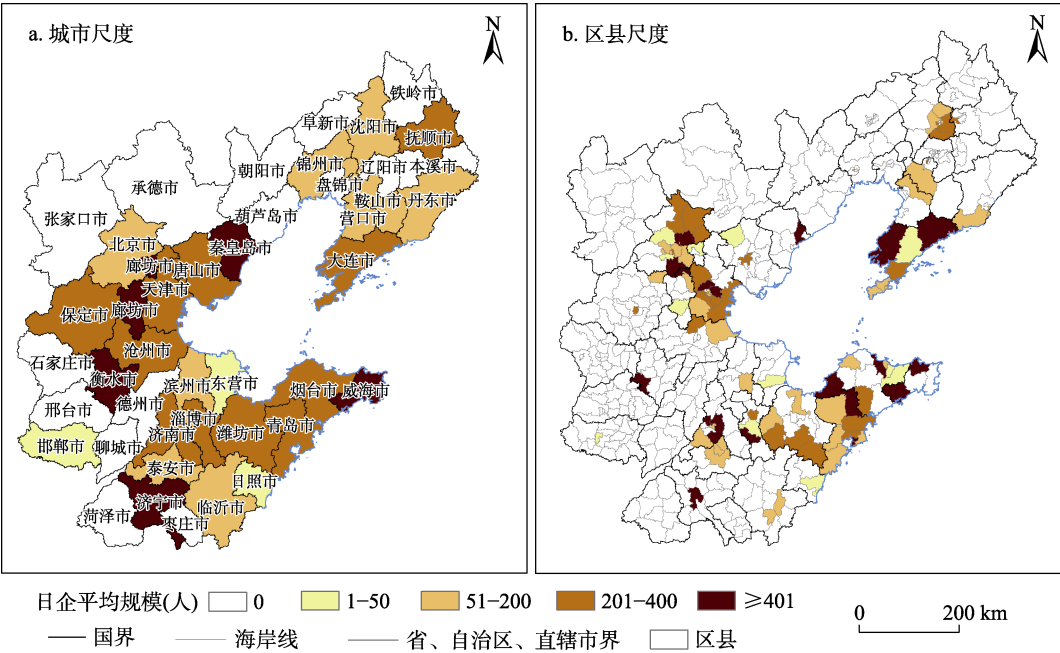 a. 城市尺度
N
铁岭市
阜新市
沈阳市
抚顺市
朝阳市
锦州市
辽阳市
本溪市
盘锦市
鞍山市
丹东市
承德市
张家口市
葫芦岛市
营口市
北京市
秦皇岛市
廊坊市
唐山市
大连市
天津市
保定市
廊坊市
沧州市
石家庄市
衡水市
滨州市
东营市
烟台市
威海市
邢台市
德州市
淄博市
济南市
潍坊市
青岛市
邯郸市
聊城市
泰安市
日照市
济宁市
临沂市
菏泽市
枣庄市
b. 区县尺度
N
日企平均规模(人)
0
1−50
51−200
201−400
≥401
国界
海岸线
省、自治区、直辖市界
区县
0
200 km